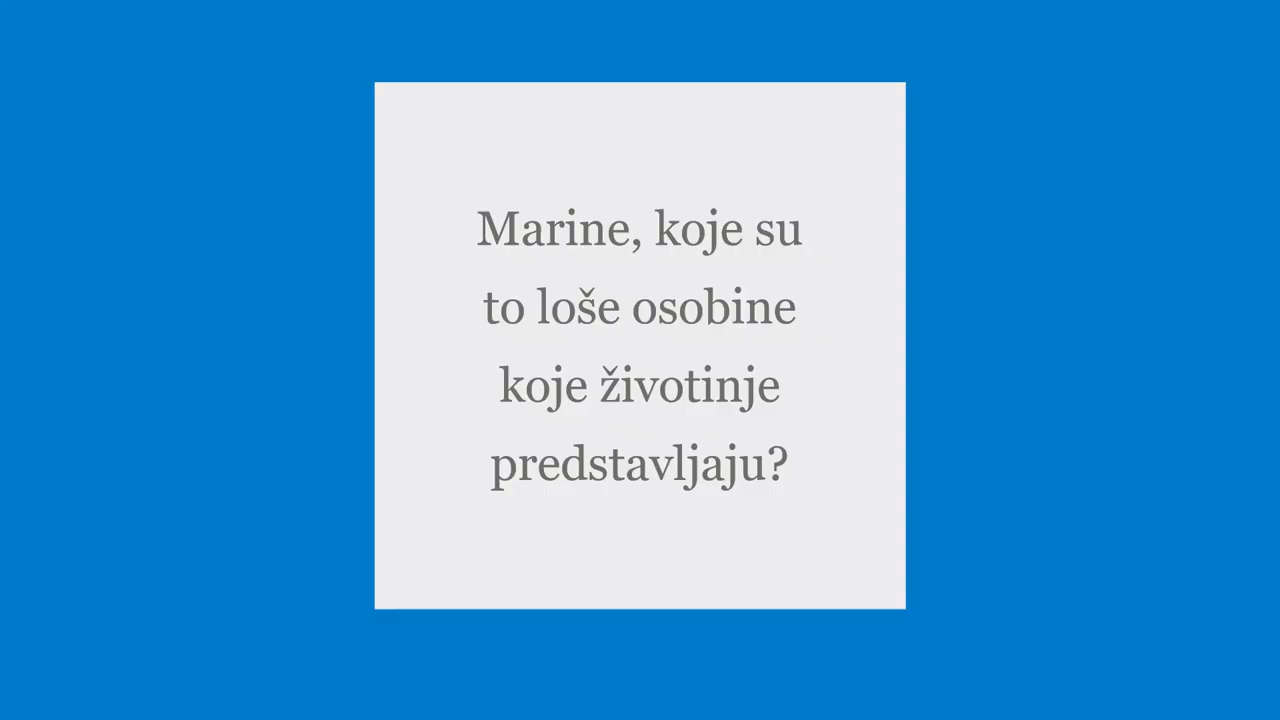 Marine, koje su
to loše osobine
koje životinje
predstavljaju?